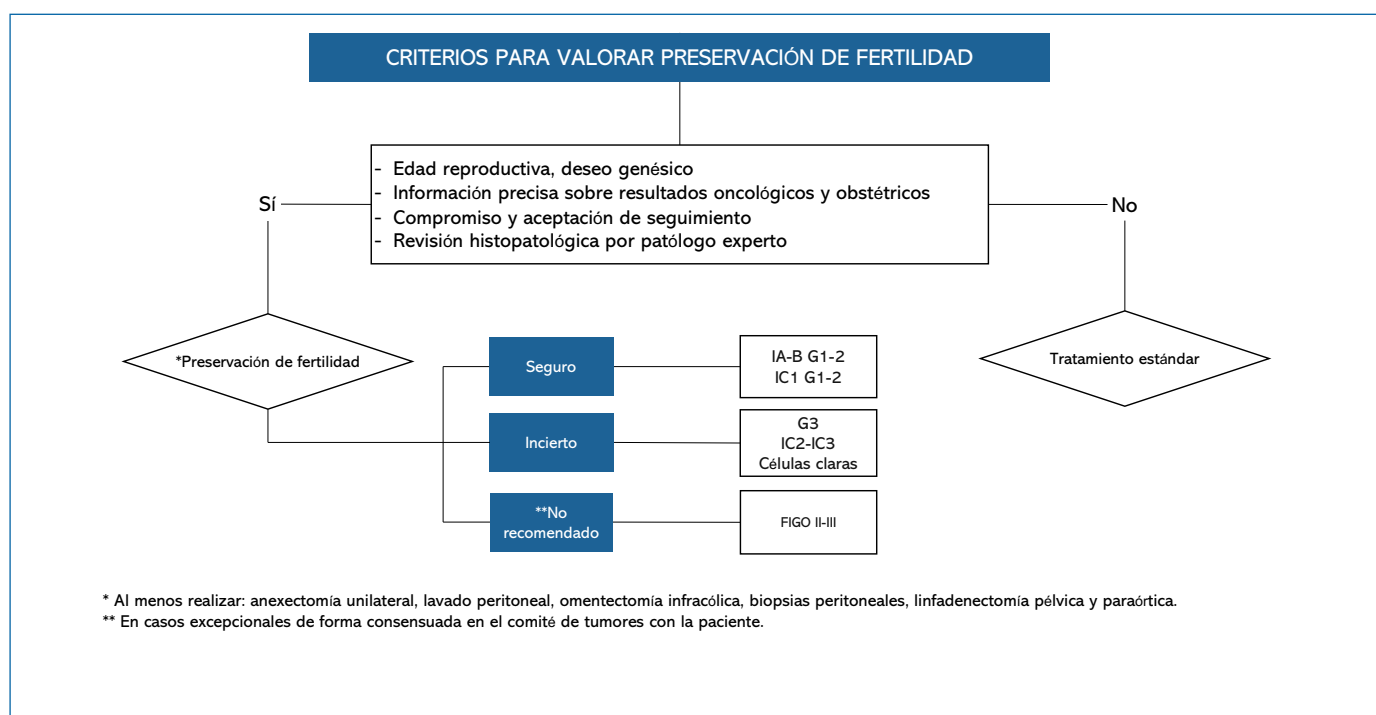 CRITERIOS PARA VALORAR PRESERVACIÓN DE FERTILIDAD
- Edad reproductiva, deseo genésico
- Información precisa sobre resultados oncológicos y obstétricos
- Compromiso y aceptación de seguimiento
- Revisión histopatológica por patólogo experto
Sí
No
*Preservación de fertilidad
Tratamiento estándar
Seguro
IA-B G1-2
IC1 G1-2
Incierto
G3
IC2-IC3
Células claras
**No
recomendado
FIGO II-III
* Al menos realizar: anexectomía unilateral, lavado peritoneal, omentectomía infracólica, biopsias peritoneales, linfadenectomía pélvica y paraórtica.
** En casos excepcionales de forma consensuada en el comité de tumores con la paciente.